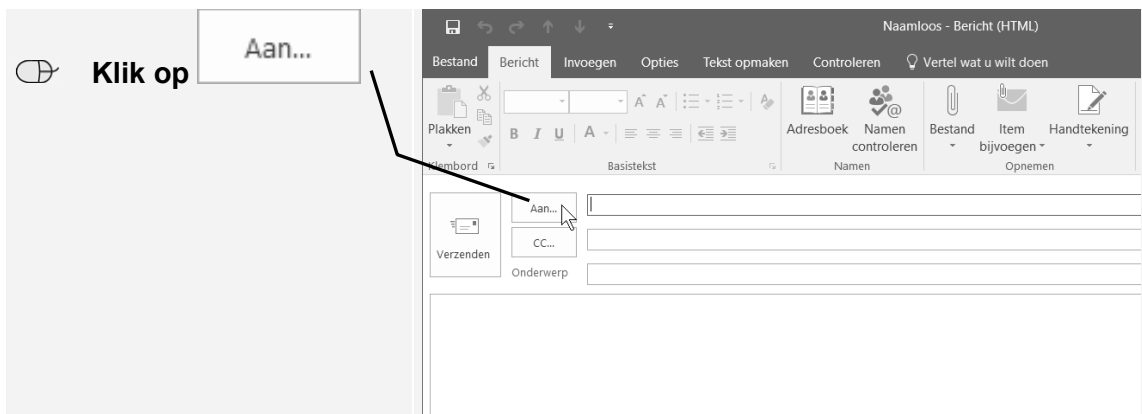 Klik op Aan...
Naamloos - Bericht (HTML)
Bestand Bericht Invoegen Opties Tekst opmaken Controleren Vertel wat u wilt doen
Plakken
B I U A
Klembord
Basistekst
Adresboek Namen controleren
Namen
Bestand Item bijvoegen Handtekening
Opnemen
Verzenden
Aan...
CC...
Onderwerp